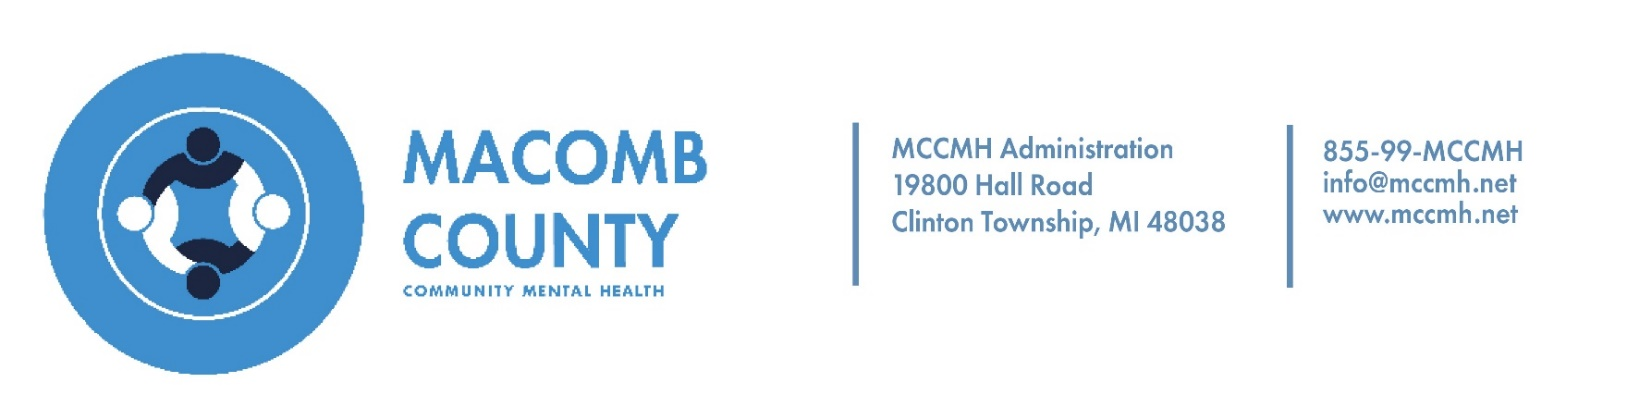 MACOMB
COUNTY
COMMUNITY MENTAL HEALTH
MCCMH Administration
19800 Hall Road
Clinton Township, MI 48038
855-99-MCCMH
info@mccmh.net
www.mccmh.net